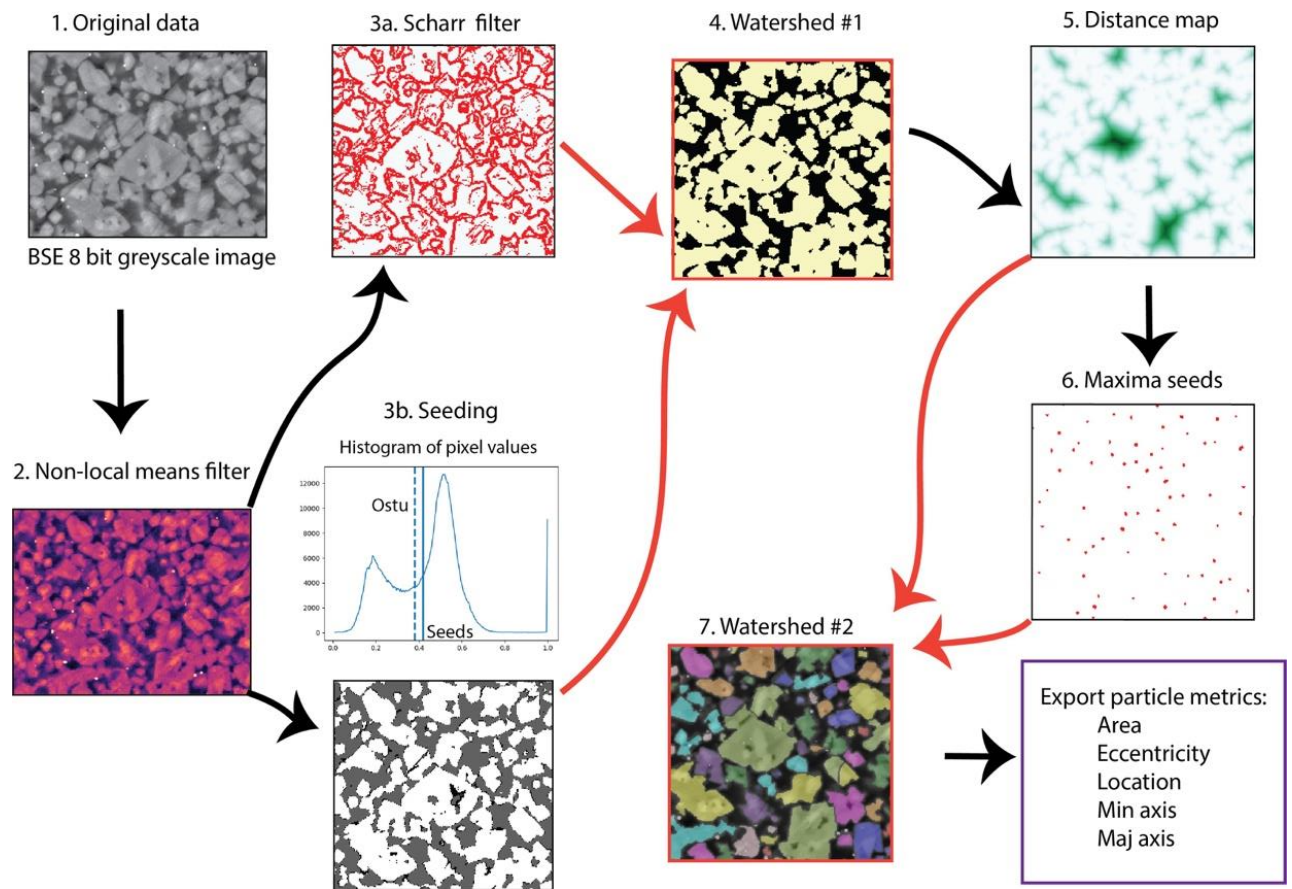 1. Original data
BSE 8 bit greyscale image
2. Non-local means filter
3a. Scharr filter
3b. Seeding
Histogram of pixel values
12000
10000
8000
6000
4000
2000
0
0.0 0.2 0.4 0.6 0.8 1.0
Ostu
Seeds
4. Watershed #1
5. Distance map
6. Maxima seeds
7. Watershed #2
Export particle metrics:
Area
Eccentricity
Location
Min axis
Maj axis